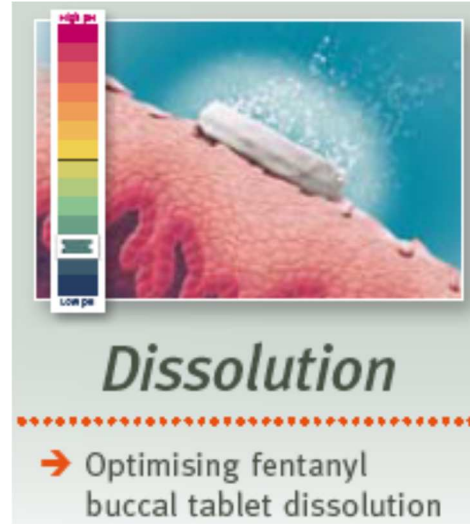 High pH
Low pH
Dissolution
→ Optimising fentanyl
buccal tablet dissolution